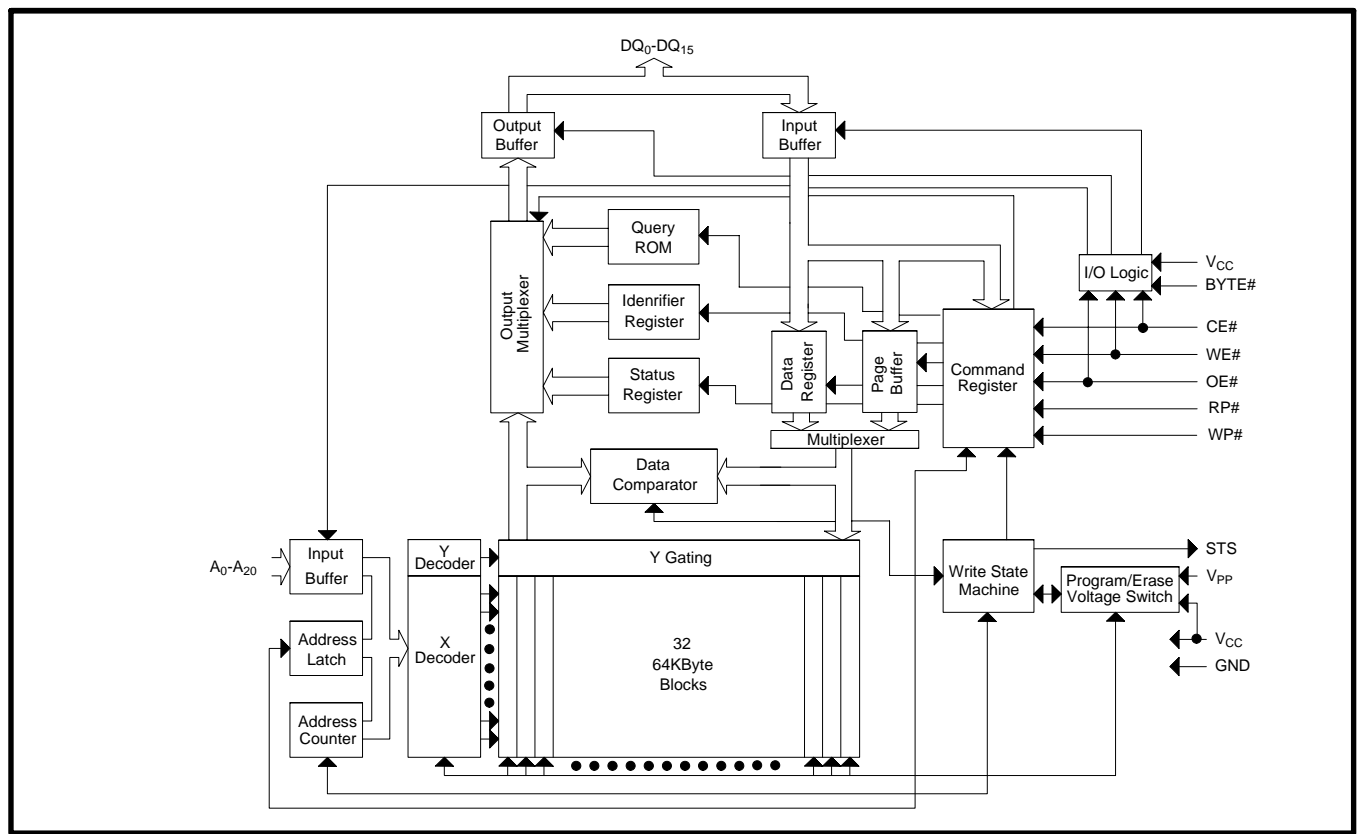 DQ0-DQ15
Output
Buffer
Input
Buffer
Query
ROM
I/O Logic
VCC
BYTE#
Output
Multiplexer
Idenrifier
Register
Data
Register
Page
Buffer
Command
Register
CE#
WE#
OE#
RP#
WP#
Status
Register
Multiplexer
Data
Comparator
A0-A20
Input
Buffer
Y
Decoder
Y Gating
Write State
Machine
STS
VPP
Program/Erase
Voltage Switch
Address
Latch
X
Decoder
32
64KByte
Blocks
VCC
GND
Address
Counter